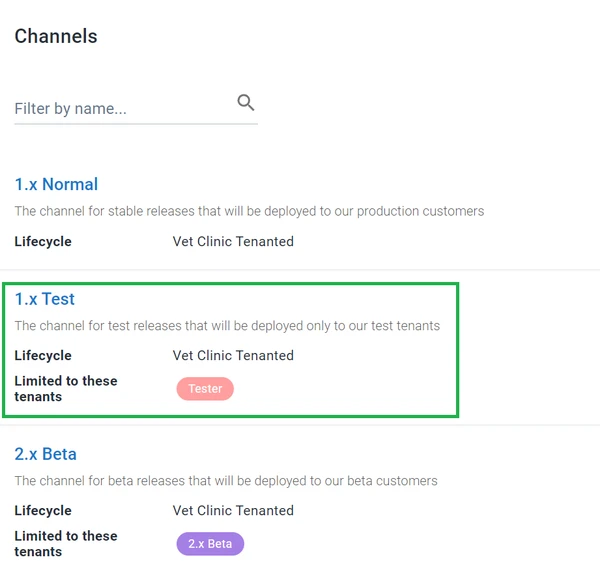 Channels
Filter by name...
1.x Normal
The channel for stable releases that will be deployed to our production customers
Lifecycle Vet Clinic Tenanted
1.x Test
The channel for test releases that will be deployed only to our test tenants
Lifecycle Vet Clinic Tenanted
Limited to these
tenants Tester
2.x Beta
The channel for beta releases that will be deployed to our beta customers
Lifecycle Vet Clinic Tenanted
Limited to these
tenants 2.x Beta